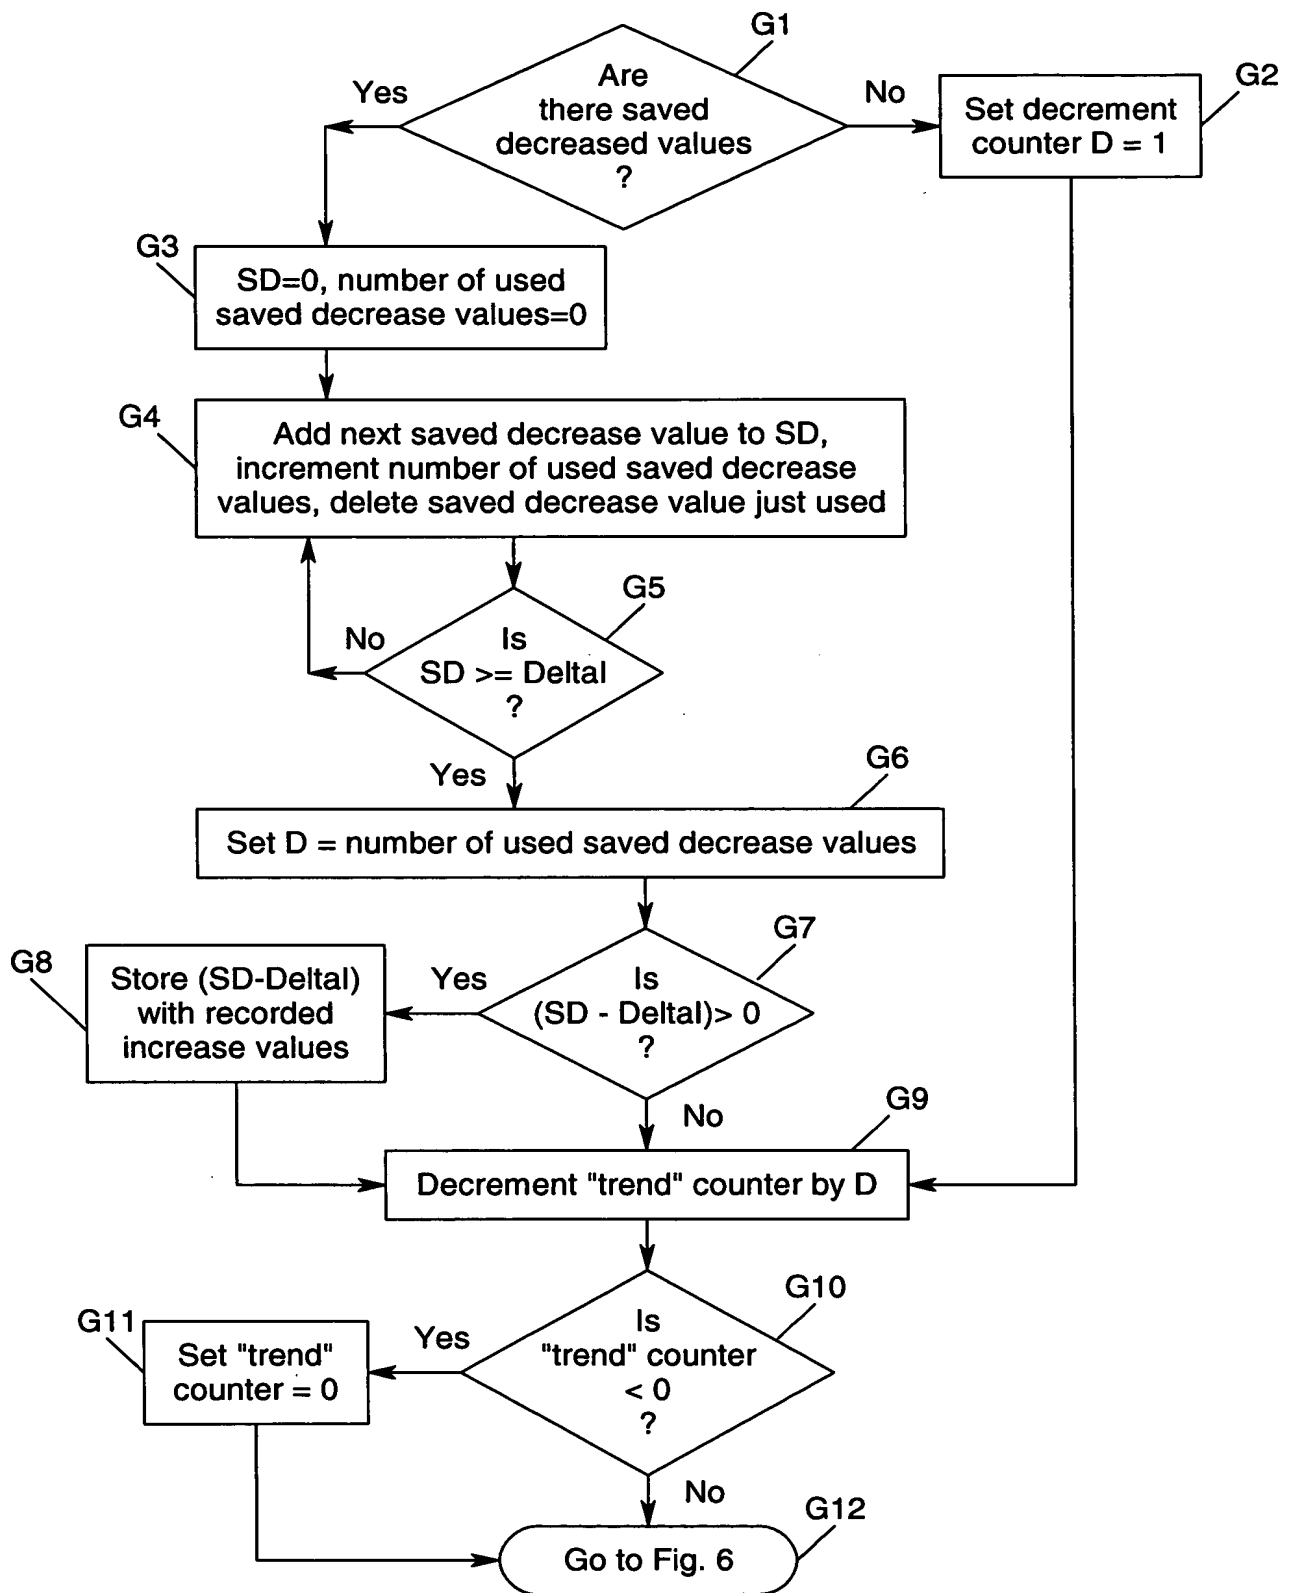 G1
Are
there saved
decreased values
?
Yes
No
G2
Set decrement
counter D = 1
G3
SD=0, number of used
saved decrease values=0
G4
Add next saved decrease value to SD,
increment number of used saved decrease
values, delete saved decrease value just used
G5
Is
SD >= DeltaI
?
No
Yes
G6
Set D = number of used saved decrease values
G7
Is
(SD - DeltaI)> 0
?
Yes
No
G8
Store (SD-DeltaI)
with recorded
increase values
G9
Decrement "trend" counter by D
G10
Is
"trend" counter
< 0
?
Yes
No
G11
Set "trend"
counter = 0
G12
Go to Fig. 6